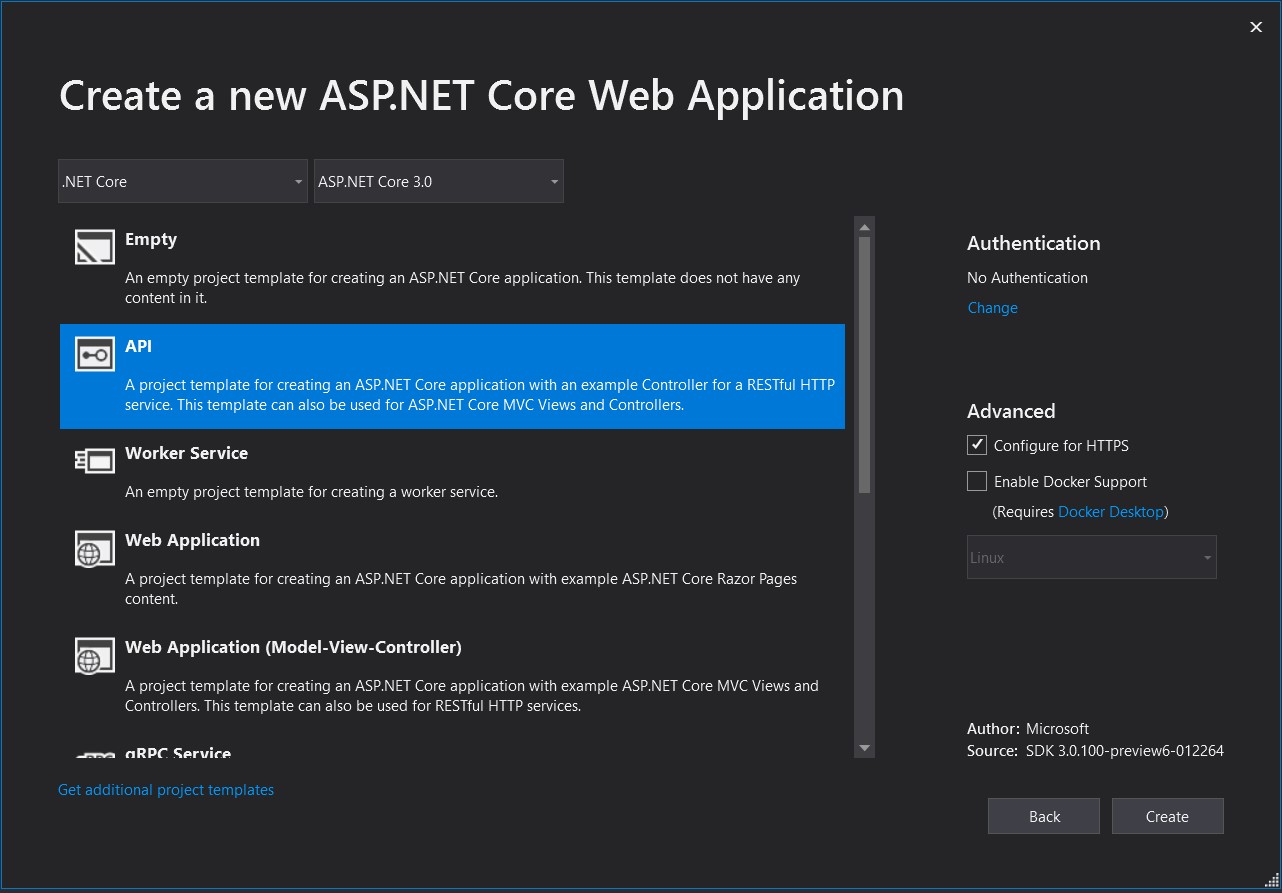 Create a new ASP.NET Core Web Application
.NET Core
ASP.NET Core 3.0
Empty
An empty project template for creating an ASP.NET Core application. This template does not have any
content in it.
API
A project template for creating an ASP.NET Core application with an example Controller for a RESTful HTTP
service. This template can also be used for ASP.NET Core MVC Views and Controllers.
Worker Service
An empty project template for creating a worker service.
Web Application
A project template for creating an ASP.NET Core application with example ASP.NET Core Razor Pages
content.
Web Application (Model-View-Controller)
A project template for creating an ASP.NET Core application with example ASP.NET Core MVC Views and
Controllers. This template can also be used for RESTful HTTP services.
gRPC Service
Get additional project templates
Authentication
No Authentication
Change
Advanced
Configure for HTTPS
Enable Docker Support
(Requires Docker Desktop)
Linux
Author: Microsoft
Source: SDK 3.0.100-preview6-012264
Back
Create